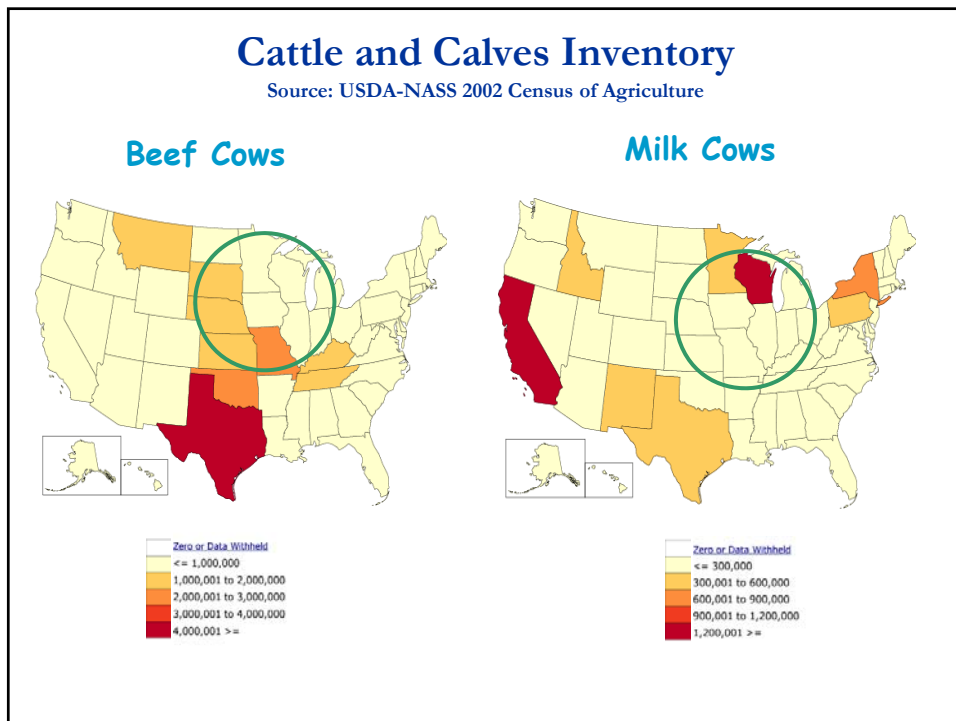 Cattle and Calves Inventory
Source: USDA-NASS 2002 Census of Agriculture
Beef Cows
Milk Cows
Zero or Data Withheld
<= 1,000,000
1,000,001 to 2,000,000
2,000,001 to 3,000,000
3,000,001 to 4,000,000
4,000,001 >=
Zero or Data Withheld
<= 300,000
300,001 to 600,000
600,001 to 900,000
900,001 to 1,200,000
1,200,001 >=